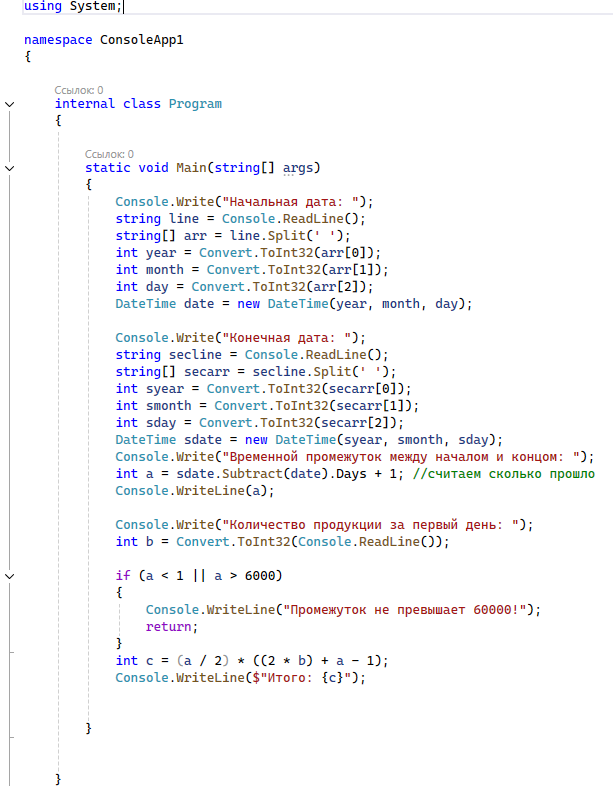 using System;
namespace ConsoleApp1
{
Ссылок: 0
internal class Program
{
Ссылок: 0
static void Main(string[] args)
{
Console.Write("Начальная дата: ");
string line = Console.ReadLine();
string[] arr = line.Split(' ');
int year = Convert.ToInt32(arr[0]);
int month = Convert.ToInt32(arr[1]);
int day = Convert.ToInt32(arr[2]);
DateTime date = new DateTime(year, month, day);
Console.Write("Конечная дата: ");
string secline = Console.ReadLine();
string[] secarr = secline.Split(' ');
int syear = Convert.ToInt32(secarr[0]);
int smonth = Convert.ToInt32(secarr[1]);
int sday = Convert.ToInt32(secarr[2]);
DateTime sdate = new DateTime(syear, smonth, sday);
Console.Write("Временной промежуток между началом и концом: ");
int a = sdate.Subtract(date).Days + 1; //считаем сколько прошло
Console.WriteLine(a);
Console.Write("Количество продукции за первый день: ");
int b = Convert.ToInt32(Console.ReadLine());
if (a < 1 || a > 6000)
{
Console.WriteLine("Промежуток не превышает 60000!");
return;
}
int c = (a / 2) * ((2 * b) + a - 1);
Console.WriteLine($"Итого: {c}");
}
}